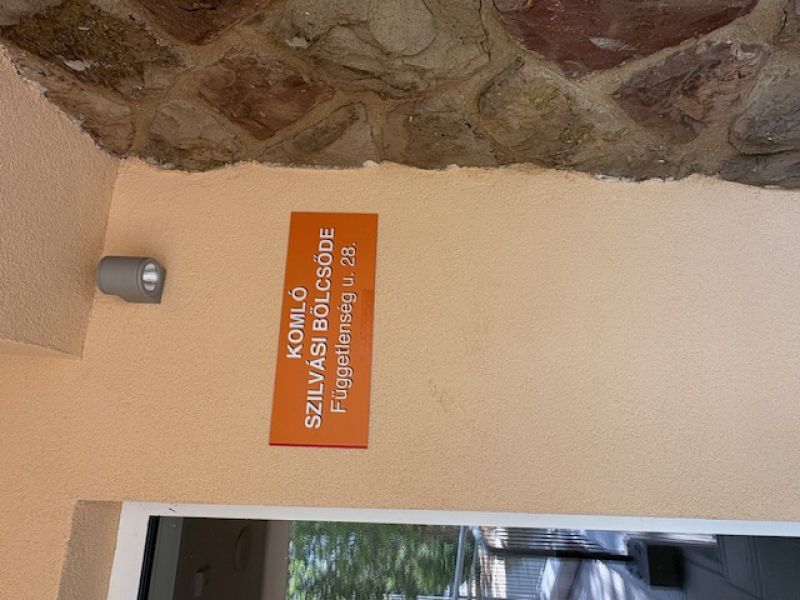 KOMLÓ
SZILVÁSI BÖLCSŐDE
Függetlenség u. 28.